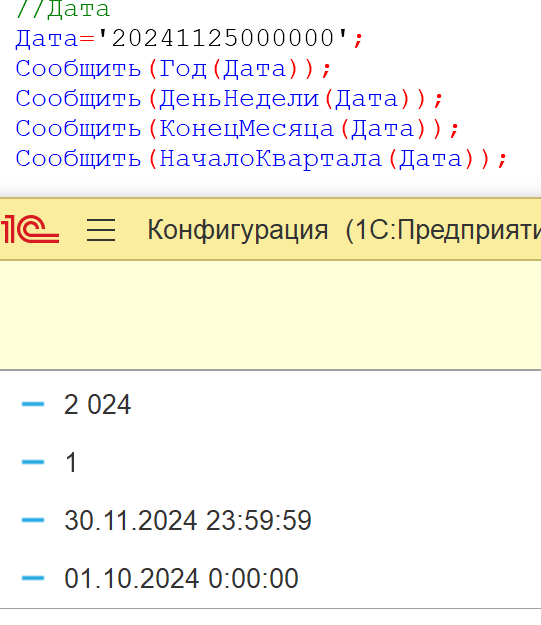 //Дата
Дата='20241125000000';
Сообщить(Год(Дата));
Сообщить(ДеньНедели(Дата));
Сообщить(КонецМесяца(Дата));
Сообщить(НачалоКвартала(Дата));
1С Конфигурация (1С:Предприяти
2 024
1
30.11.2024 23:59:59
01.10.2024 0:00:00